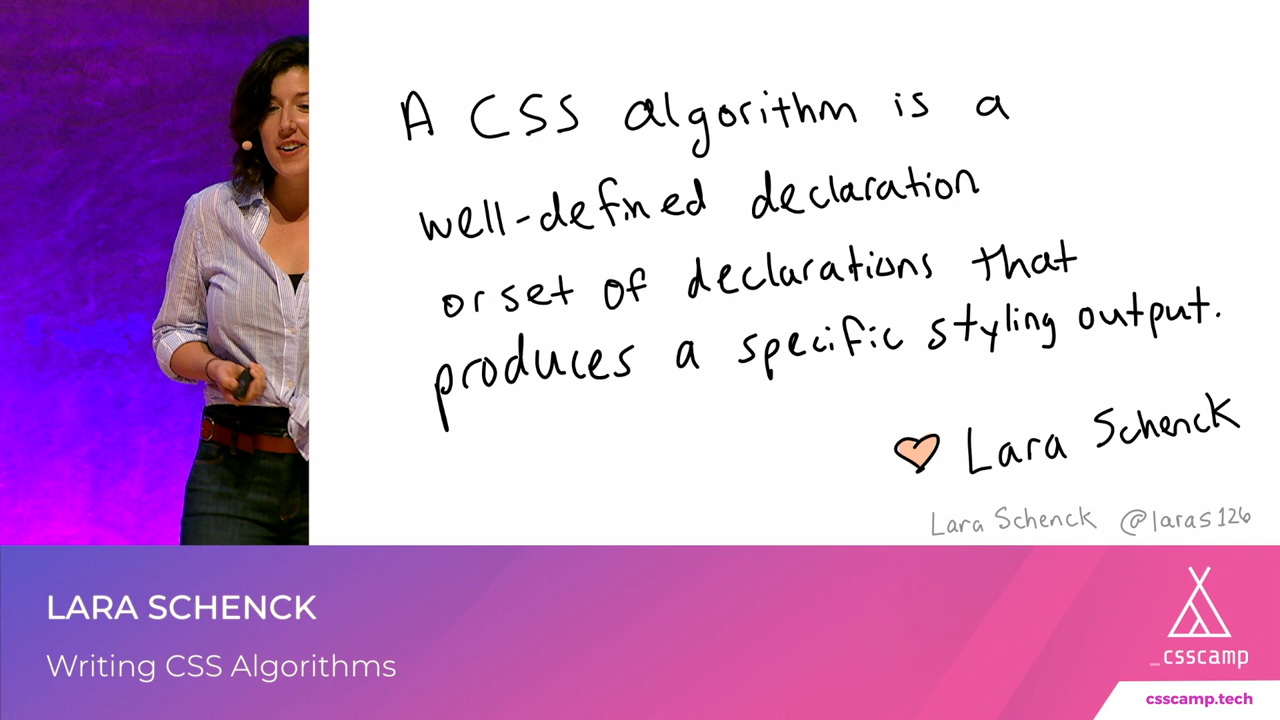 A CSS algorithm is a
well-defined declaration
or set of declarations that
produces a specific styling output.
Lara Schenck
Lara Schenck @laras126
LARA SCHENCK
Writing CSS Algorithms
_csscamp
csscamp.tech